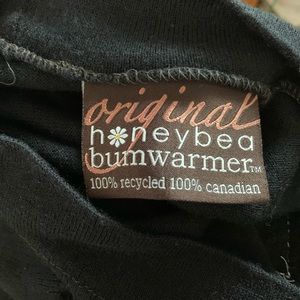 original
honeybea
bumwarmer™
100% recycled 100% canadian